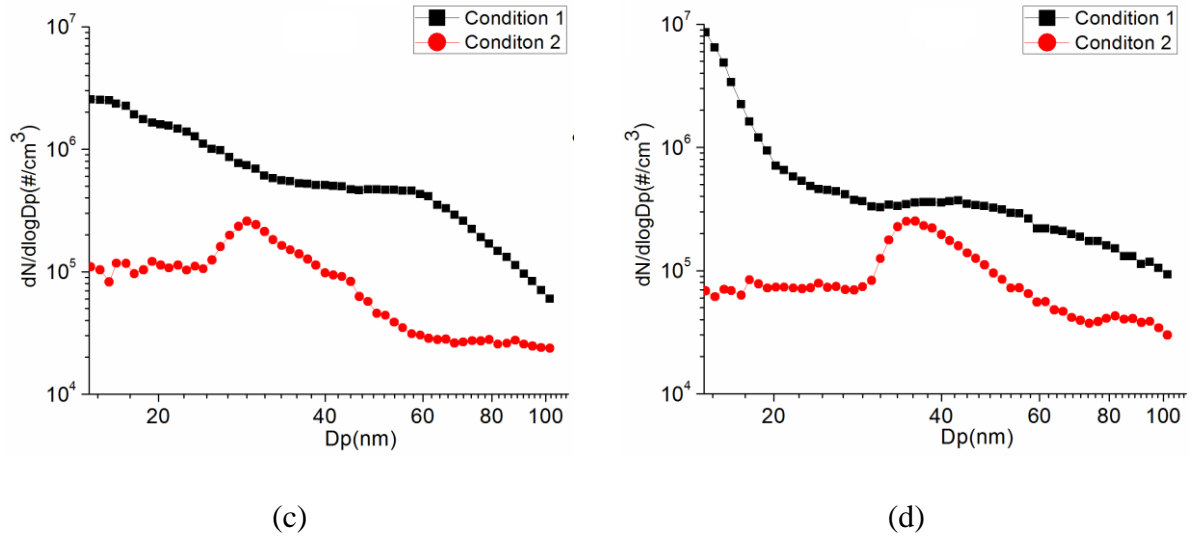 10^7
10^6
10^5
10^4
dN/dlogDp(#/cm^3)
Condition 1
Conditon 2
20 40 60 80 100
Dp(nm)
(c)
10^7
10^6
10^5
10^4
dN/dlogDp(#/cm^3)
Condition 1
Conditon 2
20 40 60 80 100
Dp(nm)
(d)